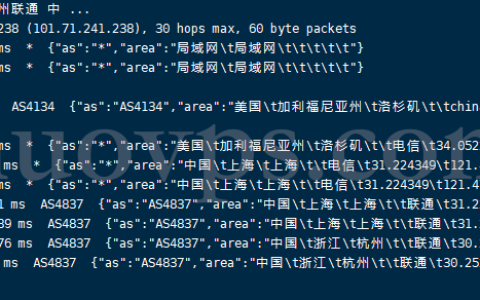 州联通 中 ...
238 (101.71.241.238), 30 hops max, 60 byte packets
ms  *  {"as":"*","area":"局域网\t局域网\t\t\t\t\t"}
ms  *  {"as":"*","area":"局域网\t局域网\t\t\t\t\t"}
AS4134  {"as":"AS4134","area":"美国\t加利福尼亚州\t洛杉矶\t\tchina
ms  *  {"as":"*","area":"美国\t加利福尼亚州\t洛杉矶\t\t电信\t34.052
ms  *  {"as":"*","area":"中国\t上海\t上海\t\t电信\t31.224349\t121.
ms  *  {"as":"*","area":"中国\t上海\t上海\t\t电信\t31.224349\t121.4
1 ms  AS4837  {"as":"AS4837","area":"中国\t上海\t上海\t\t联通\t31.2
89 ms  AS4837  {"as":"AS4837","area":"中国\t上海\t上海\t\t联通\t31.
76 ms  AS4837  {"as":"AS4837","area":"中国\t浙江\t杭州\t\t联通\t30.
ms  AS4837  {"as":"AS4837","area":"中国\t浙江\t杭州\t\t联通\t30.25